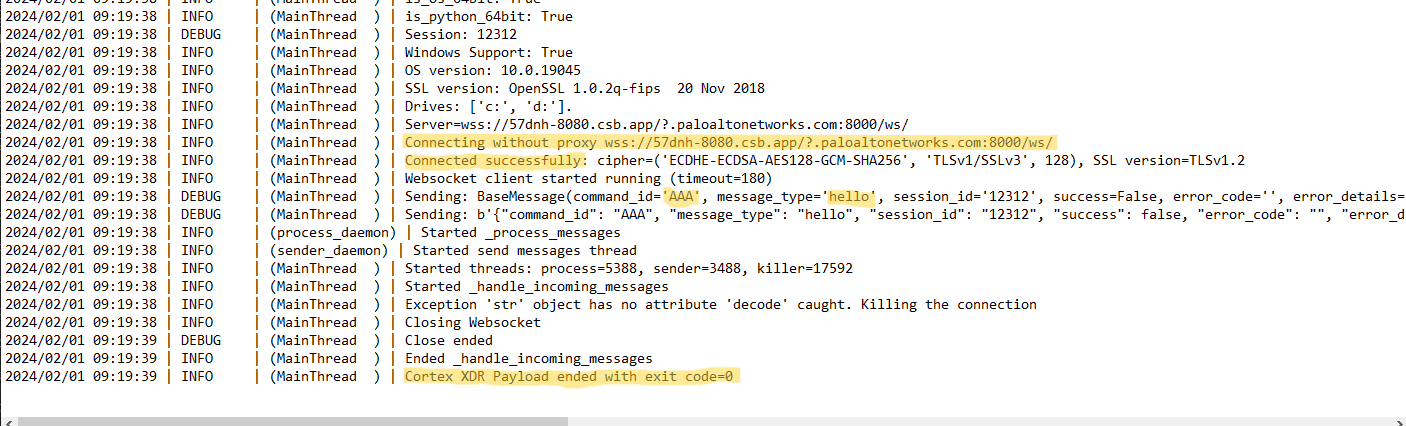 2024/02/01 09:19:38 | INFO | (MainThread ) | is_os_64bit: True
2024/02/01 09:19:38 | INFO | (MainThread ) | is_python_64bit: True
2024/02/01 09:19:38 | DEBUG | (MainThread ) | Session: 12312
2024/02/01 09:19:38 | INFO | (MainThread ) | Windows Support: True
2024/02/01 09:19:38 | INFO | (MainThread ) | OS version: 10.0.19045
2024/02/01 09:19:38 | INFO | (MainThread ) | SSL version: OpenSSL 1.0.2q-fips 20 Nov 2018
2024/02/01 09:19:38 | INFO | (MainThread ) | Drives: ['c:', 'd:'].
2024/02/01 09:19:38 | INFO | (MainThread ) | Server=wss://57dnh-8080.csb.app/?.paloaltonetworks.com:8000/ws/
2024/02/01 09:19:38 | INFO | (MainThread ) | Connecting without proxy wss://57dnh-8080.csb.app/?.paloaltonetworks.com:8000/ws/
2024/02/01 09:19:38 | INFO | (MainThread ) | Connected successfully: cipher=('ECDHE-ECDSA-AES128-GCM-SHA256', 'TLSv1/SSLv3', 128), SSL version=TLSv1.2
2024/02/01 09:19:38 | INFO | (MainThread ) | Websocket client started running (timeout=180)
2024/02/01 09:19:38 | DEBUG | (MainThread ) | Sending: BaseMessage(command_id='AAA', message_type='hello', session_id='12312', success=False, error_code='', error_details=
2024/02/01 09:19:38 | DEBUG | (MainThread ) | Sending: b'{"command_id": "AAA", "message_type": "hello", "session_id": "12312", "success": false, "error_code": "", "error_d
2024/02/01 09:19:38 | INFO | (process_daemon) | Started _process_messages
2024/02/01 09:19:38 | INFO | (sender_daemon) | Started send messages thread
2024/02/01 09:19:38 | INFO | (MainThread ) | Started threads: process=5388, sender=3488, killer=17592
2024/02/01 09:19:38 | INFO | (MainThread ) | Started _handle_incoming_messages
2024/02/01 09:19:38 | INFO | (MainThread ) | Exception 'str' object has no attribute 'decode' caught. Killing the connection
2024/02/01 09:19:38 | INFO | (MainThread ) | Closing Websocket
2024/02/01 09:19:39 | DEBUG | (MainThread ) | Close ended
2024/02/01 09:19:39 | INFO | (MainThread ) | Ended _handle_incoming_messages
2024/02/01 09:19:39 | INFO | (MainThread ) | Cortex XDR Payload ended with exit code=0